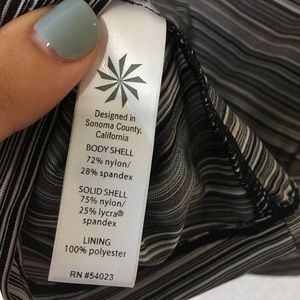 Designed in
Sonoma County,
California
BODY SHELL
72% nylon/
28% spandex
SOLID SHELL
75% nylon/
25% lycra®
spandex
LINING
100% polyester
RN #54023